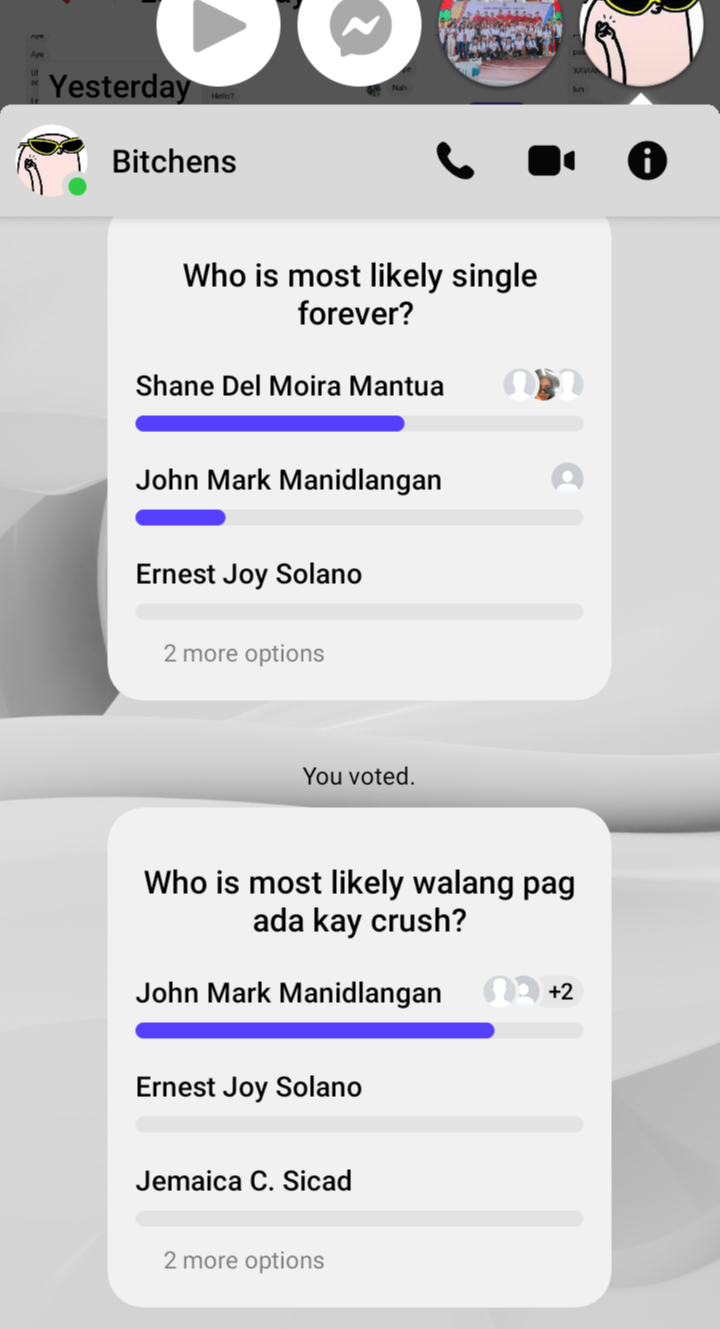 Yesterday
Hello?
Nah
Bitchens
Who is most likely single
forever?
Shane Del Moira Mantua
John Mark Manidlangan
Ernest Joy Solano
2 more options
You voted.
Who is most likely walang pag
ada kay crush?
John Mark Manidlangan
+2
Ernest Joy Solano
Jemaica C. Sicad
2 more options